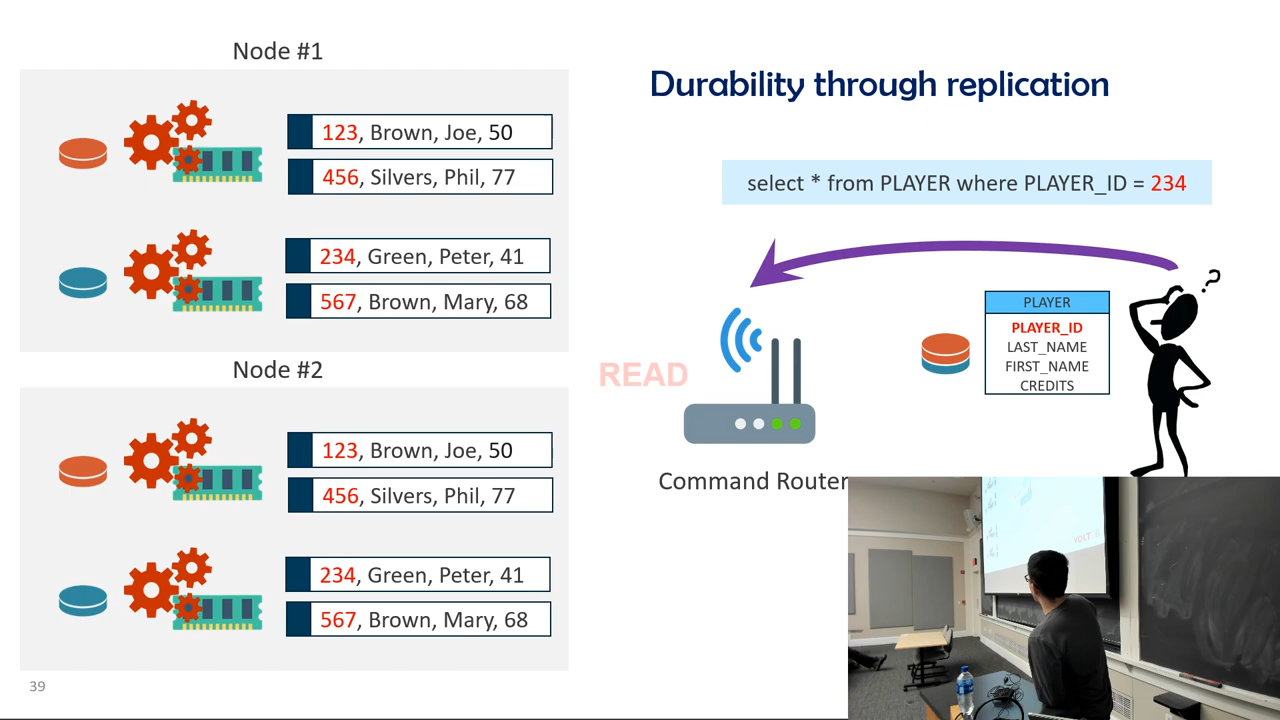 Node #1
123, Brown, Joe, 50
456, Silvers, Phil, 77
234, Green, Peter, 41
567, Brown, Mary, 68
Node #2
123, Brown, Joe, 50
456, Silvers, Phil, 77
234, Green, Peter, 41
567, Brown, Mary, 68
39
Durability through replication
select * from PLAYER where PLAYER_ID = 234
?
READ
PLAYER
PLAYER_ID
LAST_NAME
FIRST_NAME
CREDITS
Command Router
VOLT